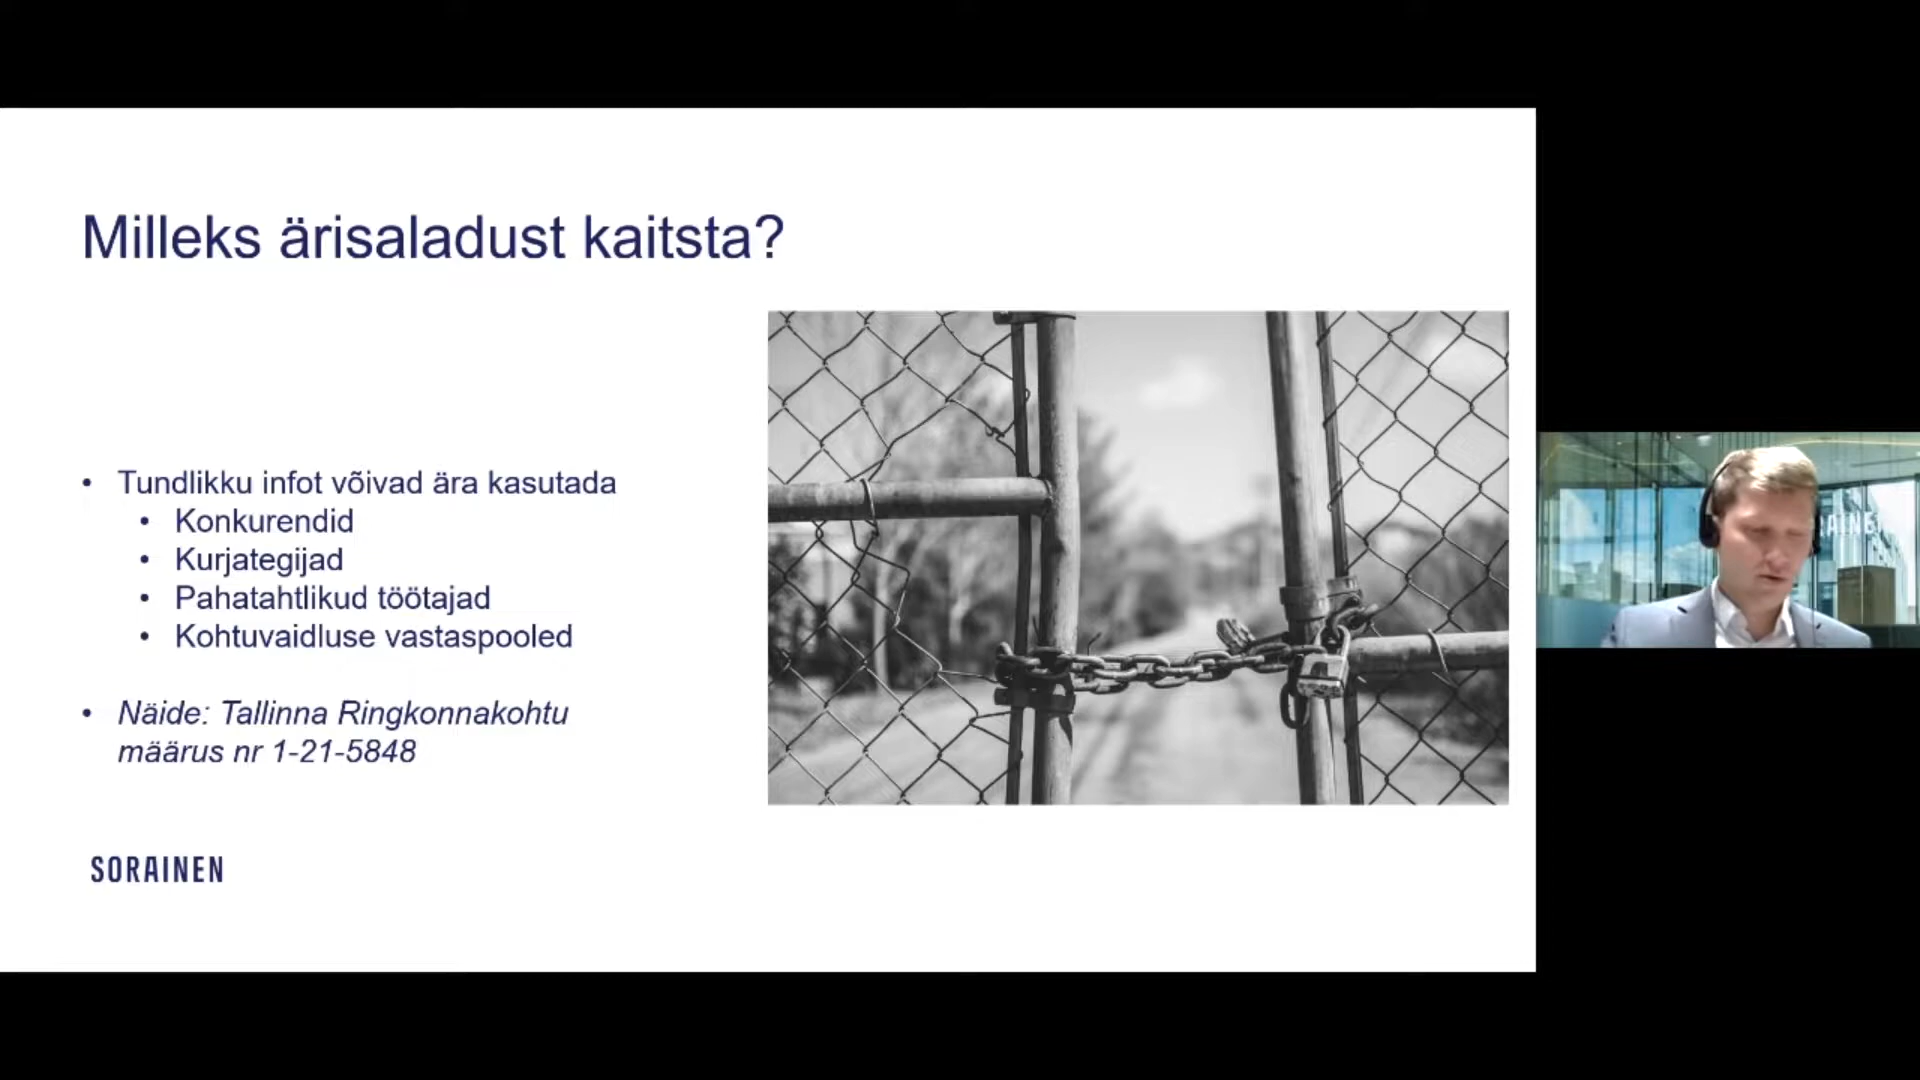 Milleks ärisaladust kaitsta?
• Tundlikku infot võivad ära kasutada
• Konkurendid
• Kurjategijad
• Pahatahtlikud töötajad
• Kohtuvaidluse vastaspooled
• Näide: Tallinna Ringkonnakohtu
määrus nr 1-21-5848
SORAINEN